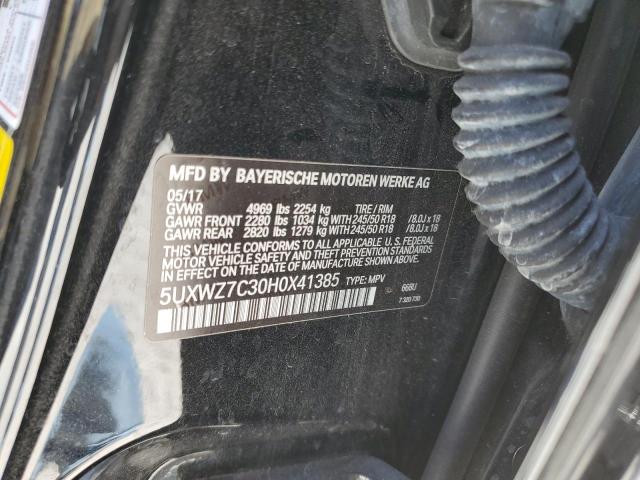 MFD BY BAYERISCHE MOTOREN WERKE AG
05/17
GVWR 4969 lbs 2254 kg TIRE / RIM
GAWR FRONT 2280 lbs 1034 kg WITH 245/50 R18 /8.0J x 18
GAWR REAR 2820 lbs 1279 kg WITH 245/50 R18 /8.0J x 18
THIS VEHICLE CONFORMS TO ALL APPLICABLE U. S. FEDERAL
MOTOR VEHICLE SAFETY AND THEFT PREVENTION STANDARDS IN
EFFECT ON THE DATE OF MANUFACTURE SHOWN ABOVE.
5UXWZ7C30H0X41385 TYPE: MPV
668U
7 320 730